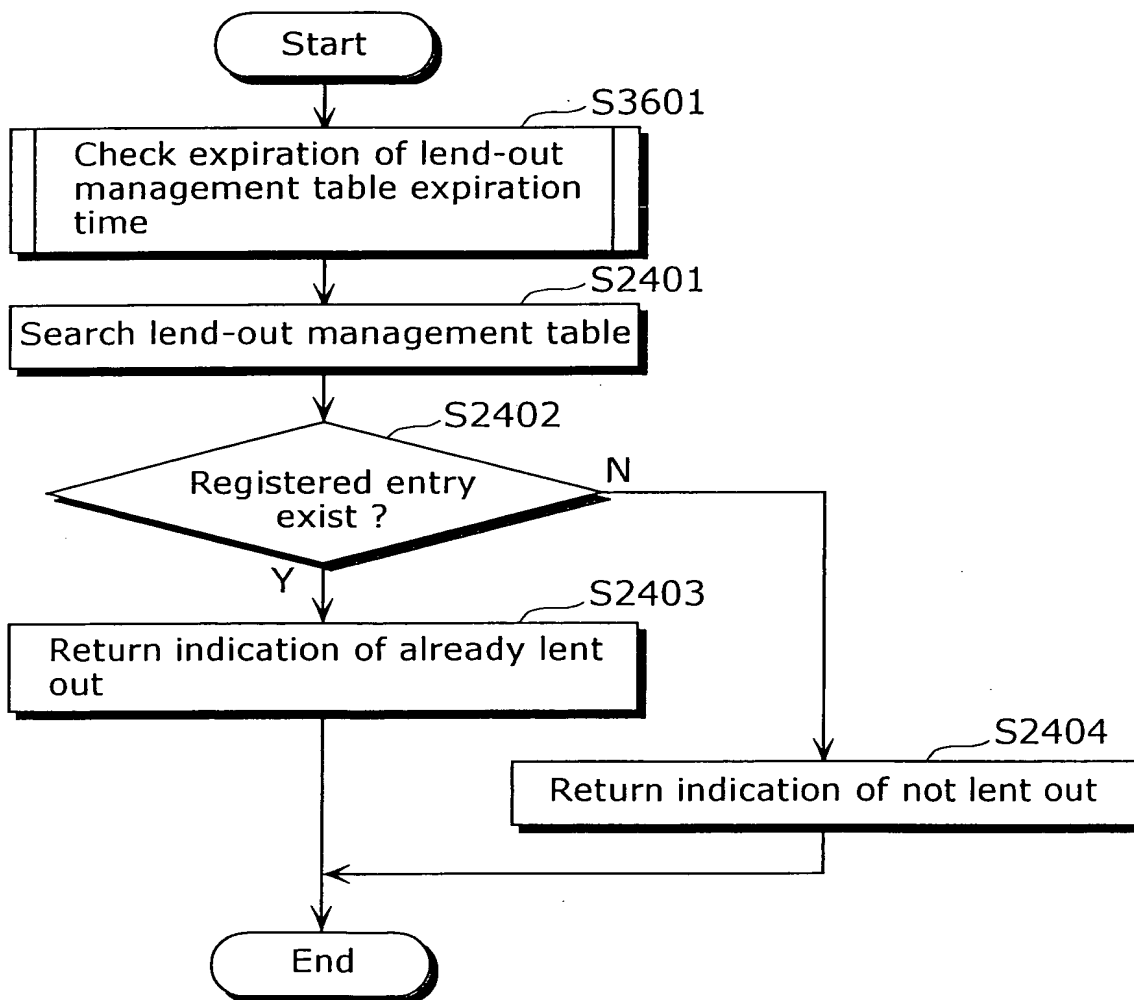 Start
S3601
Check expiration of lend-out
management table expiration
time
S2401
Search lend-out management table
S2402
Registered entry
exist ?
N
Y
S2403
Return indication of already lent
out
S2404
Return indication of not lent out
End